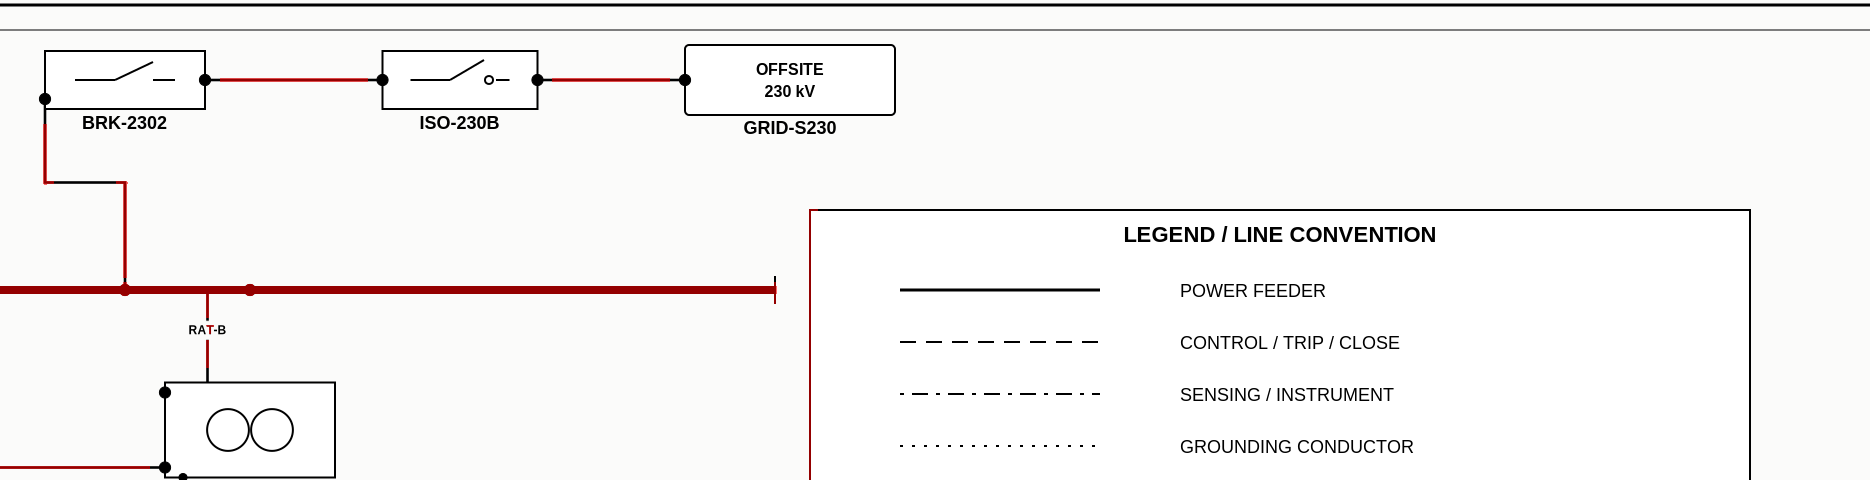 OFFSITE
230 kV
BRK-2302
ISO-230B
GRID-S230
LEGEND / LINE CONVENTION
POWER FEEDER
RAT-B
CONTROL / TRIP / CLOSE
SENSING / INSTRUMENT
GROUNDING CONDUCTOR